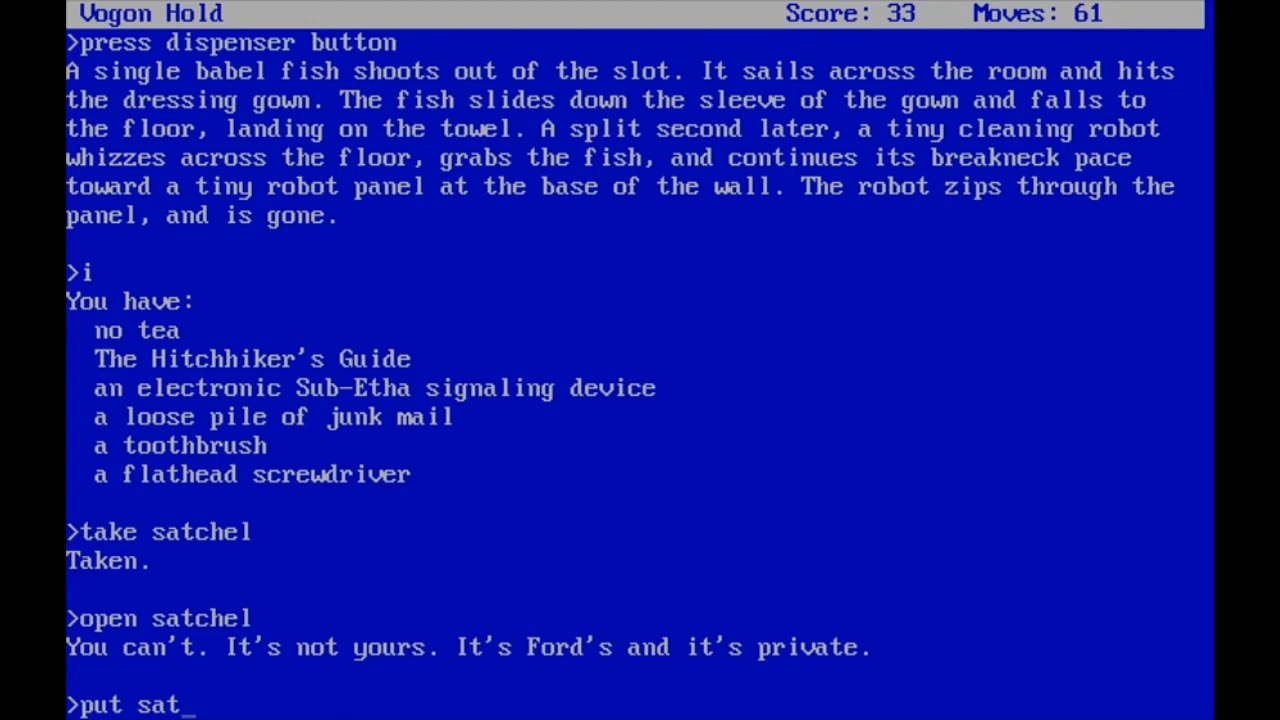 Vogon Hold Score: 33 Moves: 61
>press dispenser button
A single babel fish shoots out of the slot. It sails across the room and hits
the dressing gown. The fish slides down the sleeve of the gown and falls to
the floor, landing on the towel. A split second later, a tiny cleaning robot
whizzes across the floor, grabs the fish, and continues its breakneck pace
toward a tiny robot panel at the base of the wall. The robot zips through the
panel, and is gone.
>i
You have:
no tea
The Hitchhiker's Guide
an electronic Sub-Etha signaling device
a loose pile of junk mail
a toothbrush
a flathead screwdriver
>take satchel
Taken.
>open satchel
You can't. It's not yours. It's Ford's and it's private.
>put sat_